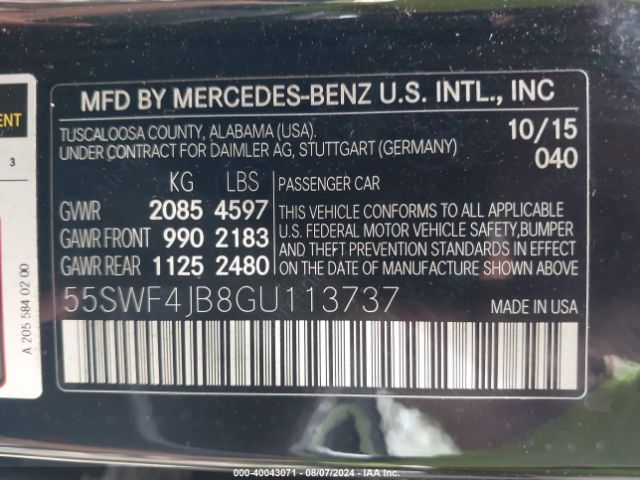 MFD BY MERCEDES-BENZ U.S. INTL., INC
TUSCALOOSA COUNTY, ALABAMA (USA).
UNDER CONTRACT FOR DAIMLER AG, STUTTGART (GERMANY)
10/15
040
KG LBS
GVWR 2085 4597
GAWR FRONT 990 2183
GAWR REAR 1125 2480
PASSENGER CAR
THIS VEHICLE CONFORMS TO ALL APPLICABLE
U.S. FEDERAL MOTOR VEHICLE SAFETY,BUMPER
AND THEFT PREVENTION STANDARDS IN EFFECT
ON THE DATE OF MANUFACTURE SHOWN ABOVE.
55SWF4JB8GU113737
MADE IN USA
ENT
3
A 205 584 02 00
000-40043071 - 08/07/2024 - IAA Inc.